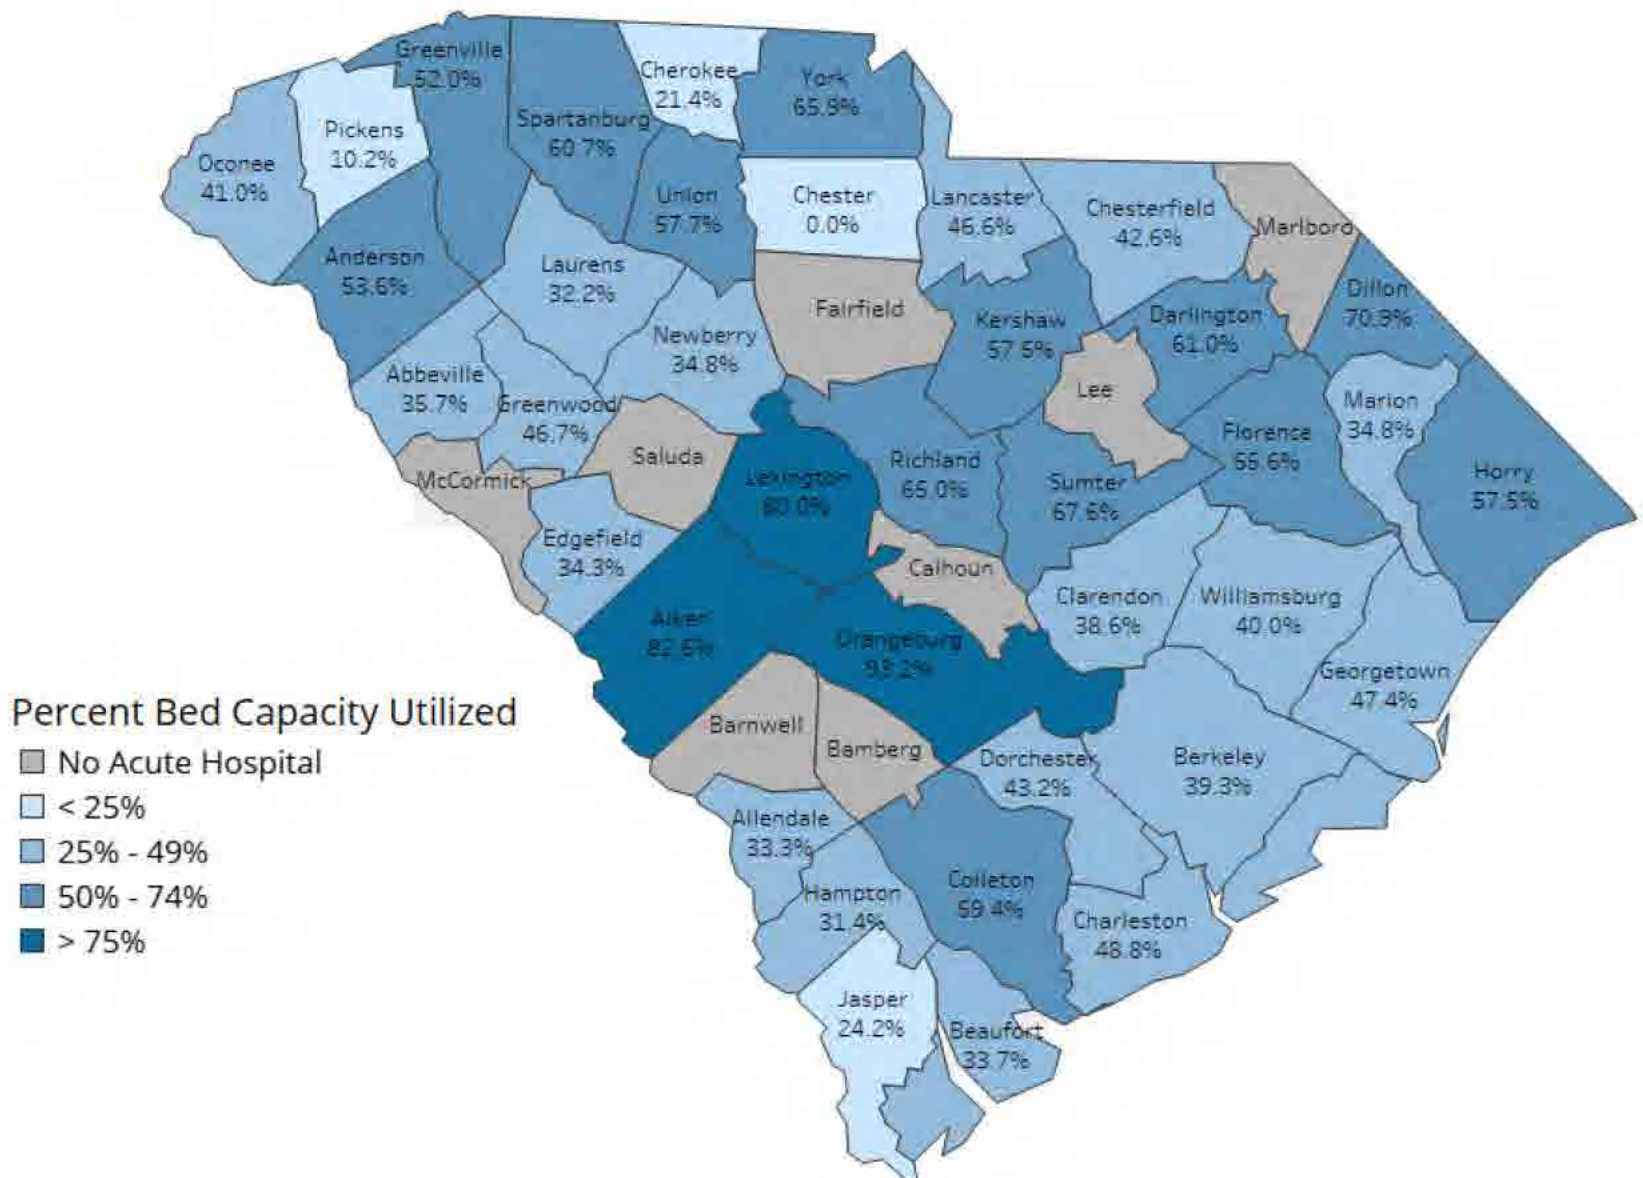 Greenville
52.0%
Cherokee
21.4%
York
65.9%
Pickens
10.2%
Spartanburg
60.7%
Oconee
41.0%
Union
57.7%
Chester
0.0%
Lancaster
46.6%
Chesterfield
42.6%
Marlboro
Anderson
53.6%
Laurens
32.2%
Fairfield
Kershaw
57.5%
Darlington
61.0%
Dillon
70.9%
Newberry
34.8%
Abbeville
35.7%
Greenwood
46.7%
Lee
Marion
34.8%
Saluda
McCormick
Lexington
80.0%
Richland
65.0%
Sumter
67.6%
Florence
Horry
57.5%
Edgefield
34.3%
Calhoun
Clarendon
38.6%
Williamsburg
40.0%
Aiken
Orangeburg
93.2%
Georgetown
47.4%
Percent Bed Capacity Utilized
No Acute Hospital
< 25%
25% - 49%
50% - 74%
> 75%
Barnwell
Bamberg
Dorchester
43.2%
Berkeley
39.3%
Allendale
33.3%
Hampton
31.4%
Colleton
59.4%
Charleston
48.8%
Jasper
24.2%
Beaufort
33.7%